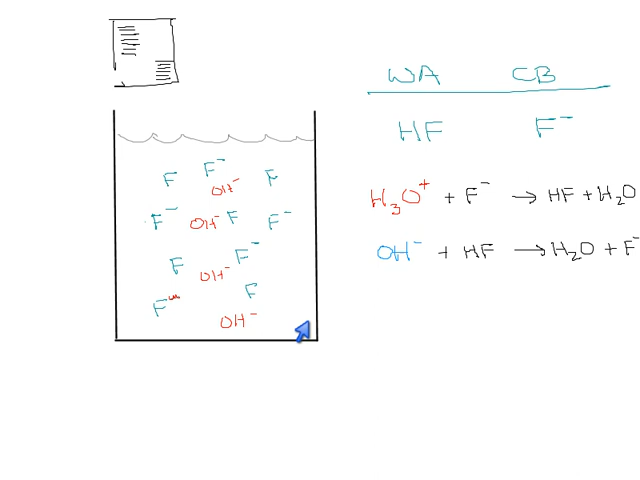 WA CB
HF F⁻
H₃O⁺ + F⁻ → HF + H₂O
OH⁻ + HF → H₂O + F⁻
F F⁻ F
OH⁻
F⁻ OH⁻ F F⁻
F OH⁻ F⁻
F⁻ F
OH⁻